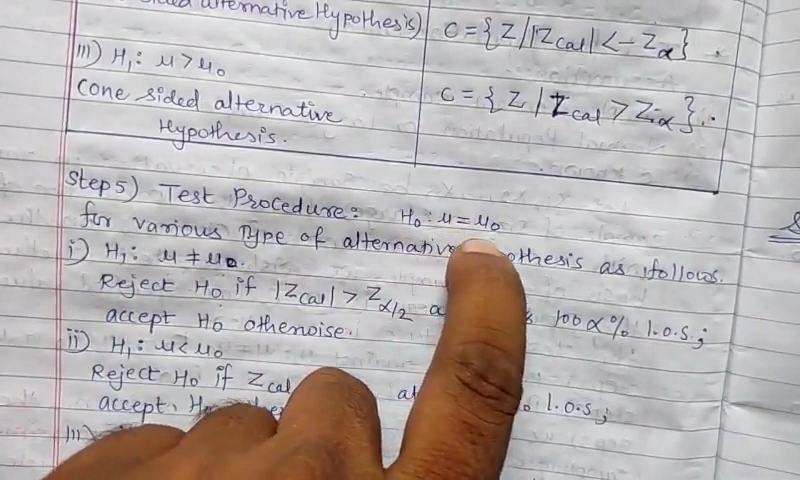 alternative Hypothesis) C = {Z / |Zcal| < -Zα}.
III) H₁: μ > μ₀
C = {Z / Zcal > Zα}.
(one sided alternative
Hypothesis.
Step 5) Test Procedure: H₀: μ = μ₀
for various Type of alternative othesis as follows.
i) H₁: μ ≠ μ₀.
Reject H₀ if |Zcal| > Zα/2 100α% l.o.s;
accept H₀ otherwise.
ii) H₁: μ < μ₀
Reject H₀ if Zcal l.o.s;
accept
III)